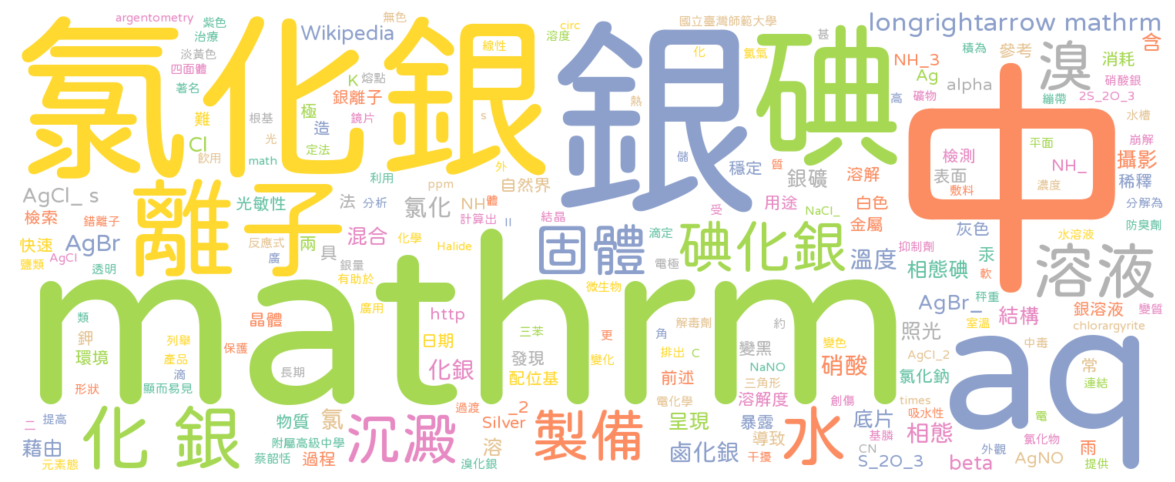 argentometry 紫色 無色 circ 國立臺灣師範大學 甚 化 氦氣 積為 參考 longrightarrow mathrm 含
治療 Wikipedia 線性 溶度 NH_3 Ag 溴 消耗 硝酸銀
淡黃色 四面體 K 熔點 alpha 2S_2O_3
氯化銀 銀 碘 中
著名 難 銀離子 極 鏡片 高 礦物 繃帶 水槽
Cl 根基 造 光 s 熱 檢測 平面 攝影 崩解
飲用 math 定法 外 儲 穩定 質 表面 NH_ 稀釋
AgCl_ s 光敏性 利用 ppm 自然界 銀礦 溶解 敷料 濃度 分解為
檢索 錯離子 離子 法 分析 氯化 NH 體 受 用途 白色 NaCl_ 防臭劑
快速 AgBr 反應式 兩 混合 計算出 II 結晶 金屬 灰色 水溶液
鹽類 AgCl 透明 廣 具 化學 Halide 滴定 固體 碘化銀 溫度 抑制劑 汞 軟 溶液
銀量 有助於 電極 微生物 相態碘 秤重 變質
類 晶體 廣用 http 三苯 更 角 解毒劑 約 AgBr_ 結構 銀溶液
鉀 列舉 mathrm 日期 變色 照光 室溫 chlorargyrite
環境 產品 保護 發現 變化 排出 C 變黑 硝酸 AgCl_2 中毒 常 aq
形狀 滴 顯而易見 長期 化銀 配位基 前述 NaNO 三角形 氯化鈉 連結
二 提高 物質 氯 過渡 _2 電化學 溶解度 創傷 times 吸水性 電
化 銀 沉澱 Silver 製備 呈現 暴露 水 底片 相態 氯化物 雨
藉由 附屬高級中學 過程 溶 基膦 導致 CN 外觀
元素態 蔡韶恬 溴化銀 鹵化銀 干擾 S_2O_3 beta AgNO 提供